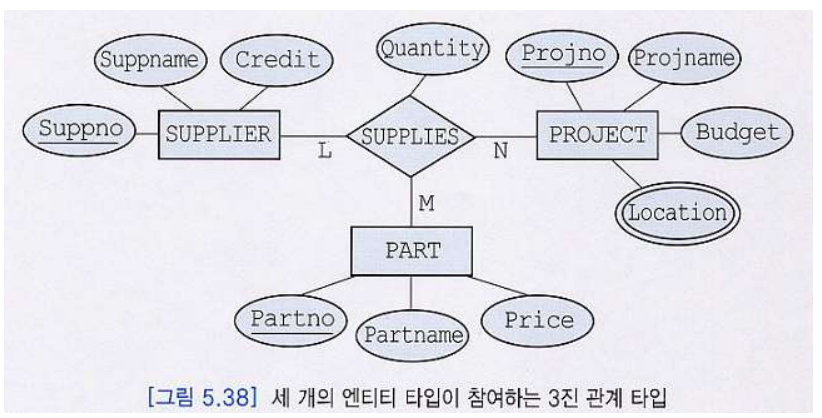 Quantity
Suppname
Credit
Projno
Projname
Suppno
SUPPLIER
SUPPLIES
PROJECT
Budget
L
N
Location
M
PART
Partno
Partname
Price
[그림 5.38] 세 개의 엔티티 타입이 참여하는 3진 관계 타입